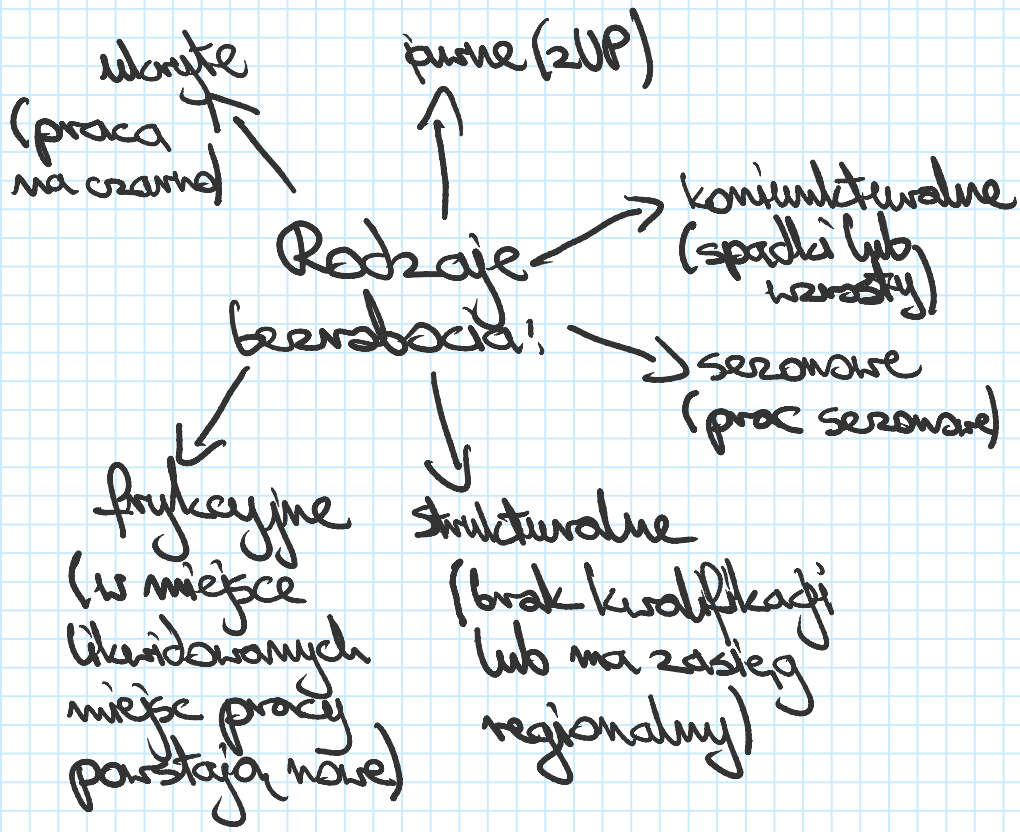 ukryte
(praca
na czarno)
jawne (z UP)
Rodzaje
bezrobocia:
koniunkturalne
(spadki lub
wzrosty)
sezonowe
(prac sezonowe)
frykcyjne
(w miejsce
likwidowanych
miejsc pracy
powstają nowe)
strukturalne
(brak kwalifikacji
lub ma zasięg
regionalny)